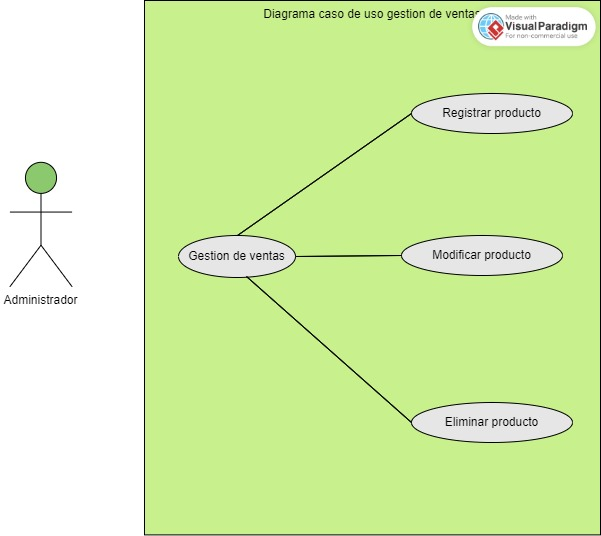 Diagrama caso de uso gestion de ventas
Made with
Visual Paradigm
For non-commercial use
Registrar producto
Gestion de ventas
Modificar producto
Administrador
Eliminar producto